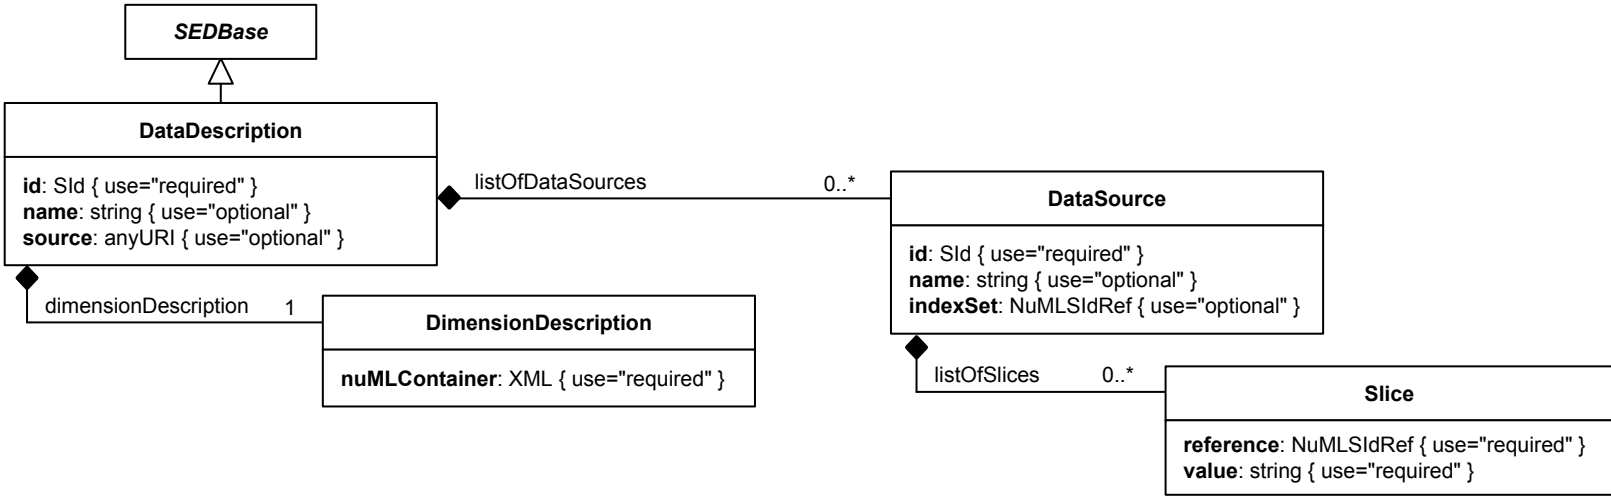 SEDBase
DataDescription
id: SId { use="required" }
name: string { use="optional" }
source: anyURI { use="optional" }
listOfDataSources 0..*
DataSource
id: SId { use="required" }
name: string { use="optional" }
indexSet: NuMLSIdRef { use="optional" }
dimensionDescription 1
DimensionDescription
nuMLContainer: XML { use="required" }
listOfSlices 0..*
Slice
reference: NuMLSIdRef { use="required" }
value: string { use="required" }